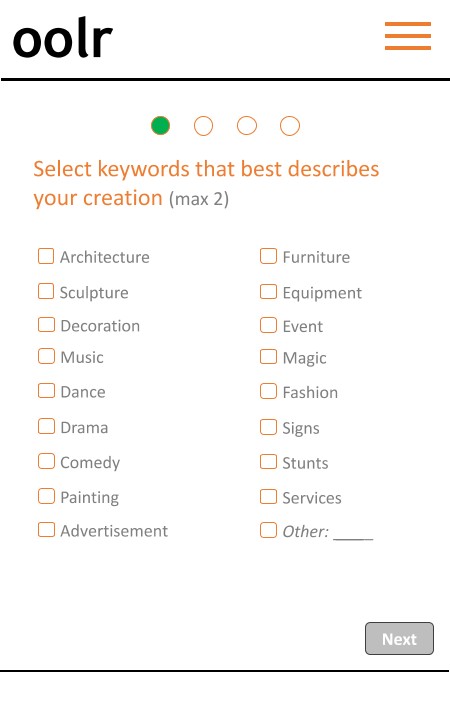 oolr
Select keywords that best describes
your creation (max 2)
Architecture
Sculpture
Decoration
Music
Dance
Drama
Comedy
Painting
Advertisement
Furniture
Equipment
Event
Magic
Fashion
Signs
Stunts
Services
Other: ____
Next